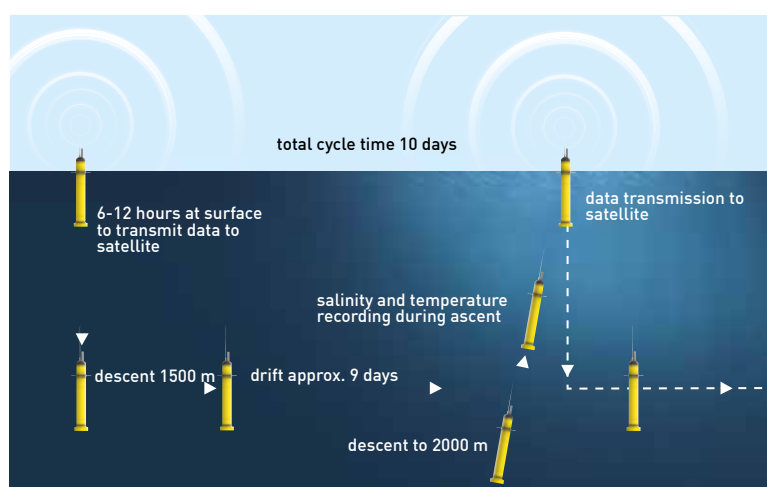 total cycle time 10 days
6-12 hours at surface
to transmit data to
satellite
data transmission to
satellite
salinity and temperature
recording during ascent
descent 1500 m
drift approx. 9 days
descent to 2000 m